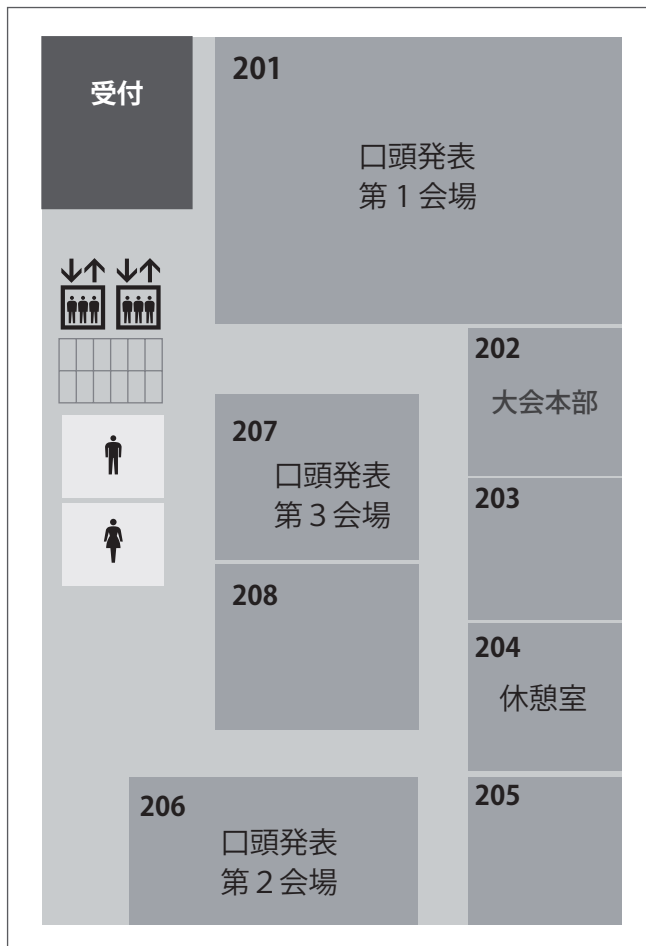 受付
201
口頭発表
第1会場
202
大会本部
207
口頭発表
第3会場
203
208
204
休憩室
206
口頭発表
第2会場
205